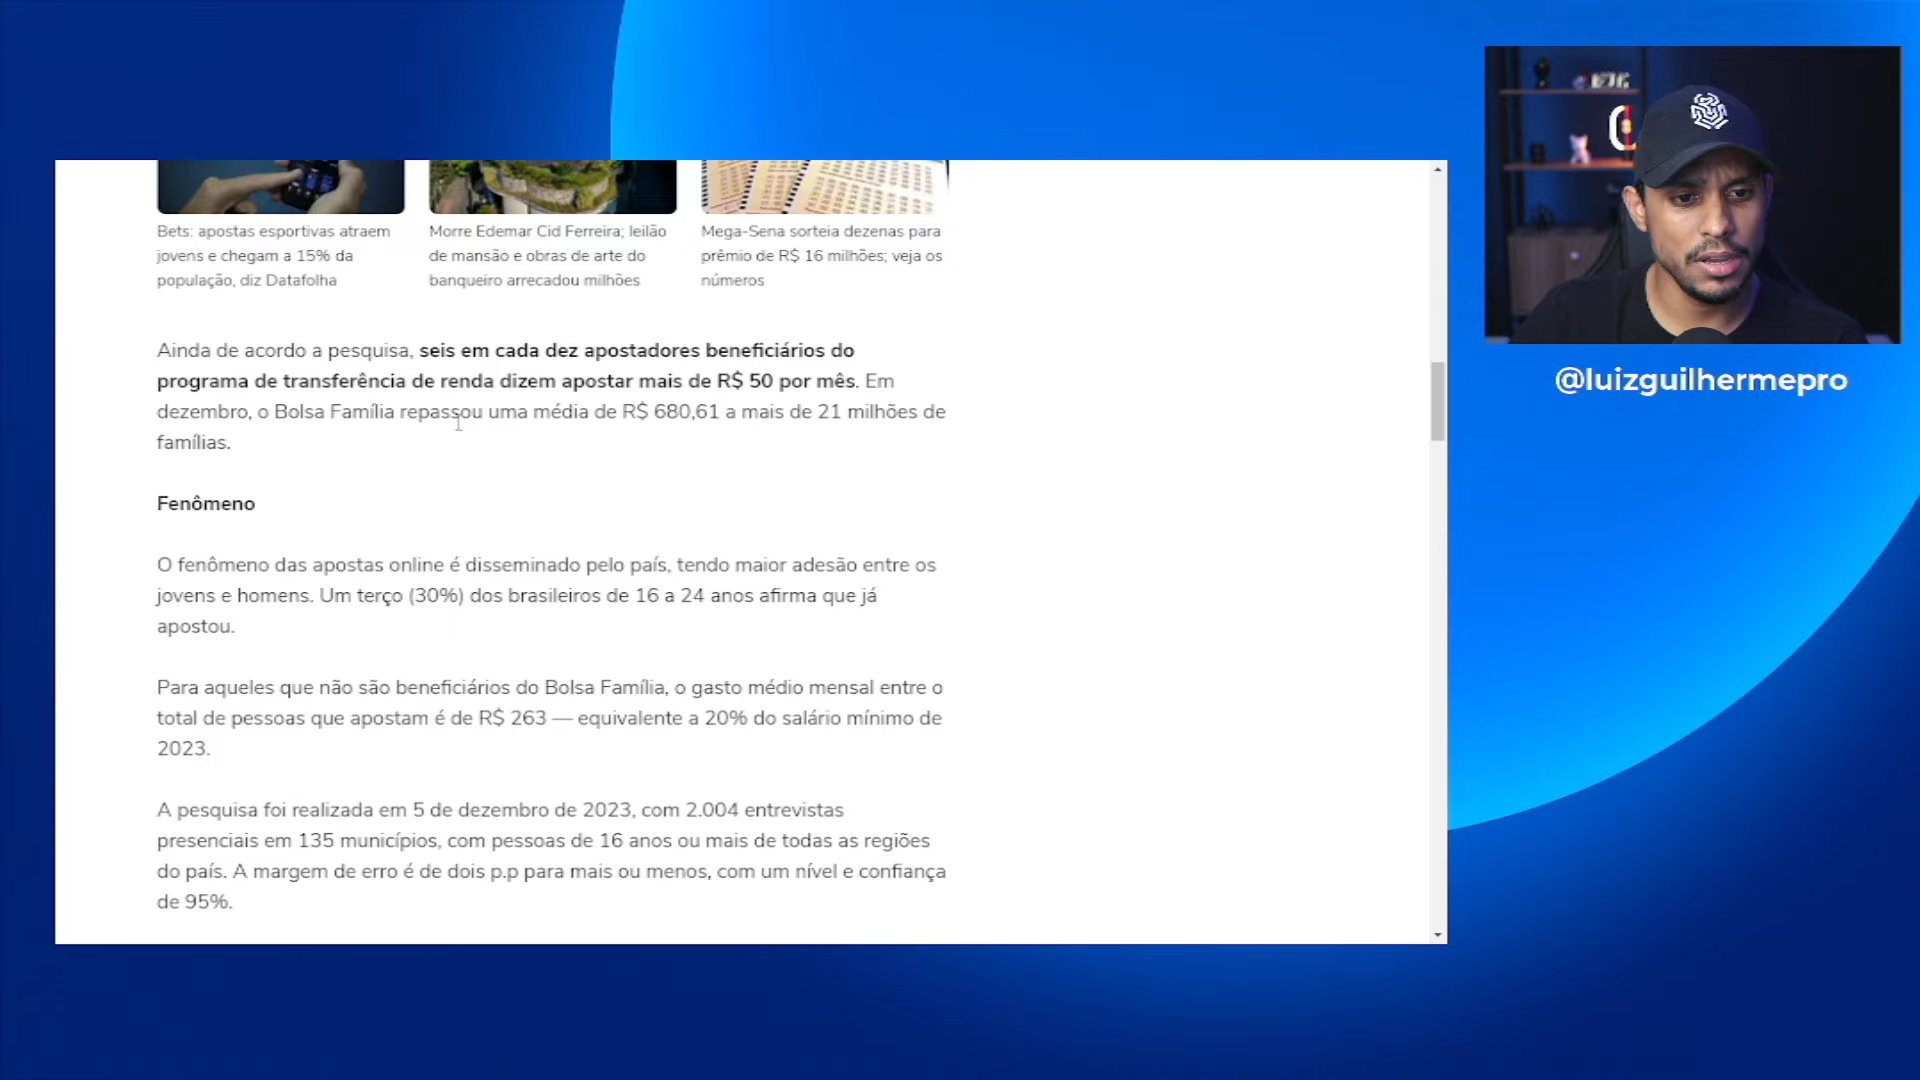 Bets: apostas esportivas atraem
jovens e chegam a 15% da
população, diz Datafolha
Morre Edemar Cid Ferreira; leilão
de mansão e obras de arte do
banqueiro arrecadou milhões
Mega-Sena sorteia dezenas para
prêmio de R$ 16 milhões; veja os
números
Ainda de acordo a pesquisa, seis em cada dez apostadores beneficiários do
programa de transferência de renda dizem apostar mais de R$ 50 por mês. Em
dezembro, o Bolsa Família repassou uma média de R$ 680,61 a mais de 21 milhões de
famílias.
Fenômeno
O fenômeno das apostas online é disseminado pelo país, tendo maior adesão entre os
jovens e homens. Um terço (30%) dos brasileiros de 16 a 24 anos afirma que já
apostou.
Para aqueles que não são beneficiários do Bolsa Família, o gasto médio mensal entre o
total de pessoas que apostam é de R$ 263 — equivalente a 20% do salário mínimo de
2023.
A pesquisa foi realizada em 5 de dezembro de 2023, com 2.004 entrevistas
presenciais em 135 municípios, com pessoas de 16 anos ou mais de todas as regiões
do país. A margem de erro é de dois p.p para mais ou menos, com um nível e confiança
de 95%.
@luizguilhermepro